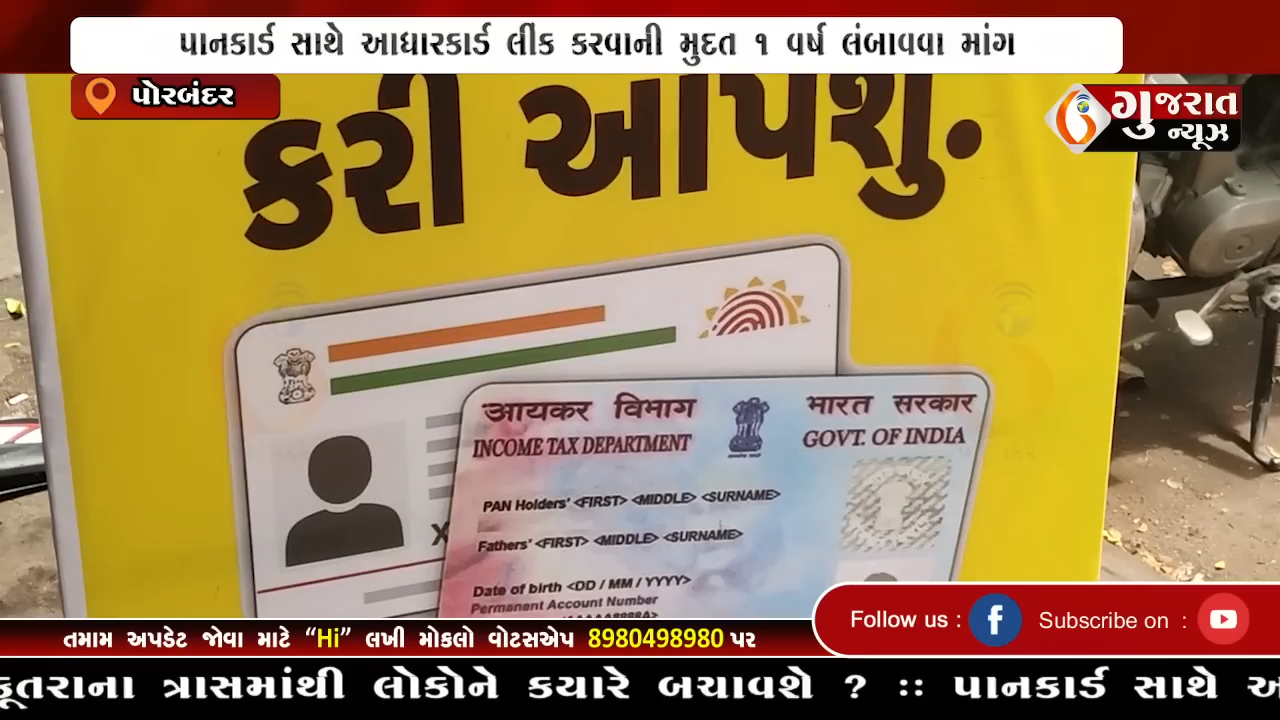 પાનકાર્ડ સાથે આધારકાર્ડ લીંક કરવાની મુદત ૧ વર્ષ લંબાવવા માંગ
પોરબંદર
ગુજરાત
ન્યૂઝ
કરી આપશુ.
आयकर विभाग
भारत सरकार
INCOME TAX DEPARTMENT
GOVT. OF INDIA
PAN Holders' <FIRST> <MIDDLE> <SURNAME>
Fathers' <FIRST> <MIDDLE> <SURNAME>
Date of birth <DD / MM / YYYY>
Permanent Account Number
Follow us :
Subscribe on :
તમામ અપડેટ જોવા માટે “Hi” લખી મોકલો વોટસએપ 8980498980 પર
કૂતરાના ત્રાસમાંથી લોકોને કયારે બચાવશે ? :: પાનકાર્ડ સાથે